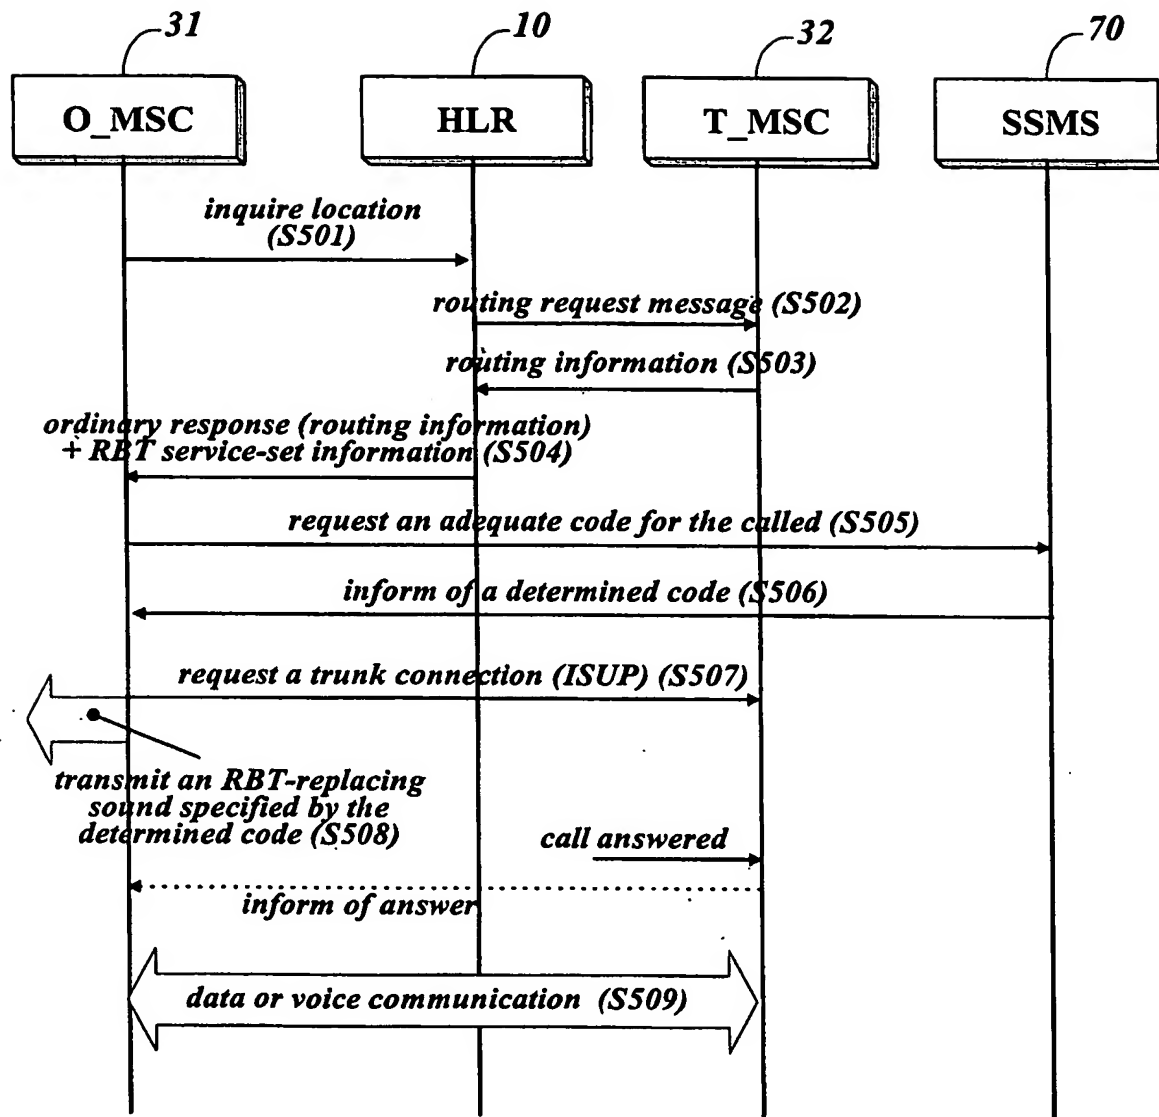 31
10
32
70
O_MSC
HLR
T_MSC
SSMS
inquire location
(S501)
routing request message (S502)
routing information (S503)
ordinary response (routing information)
+ RBT service-set information (S504)
request an adequate code for the called (S505)
inform of a determined code (S506)
request a trunk connection (ISUP) (S507)
transmit an RBT-replacing
sound specified by the
determined code (S508)
call answered
inform of answer
data or voice communication (S509)